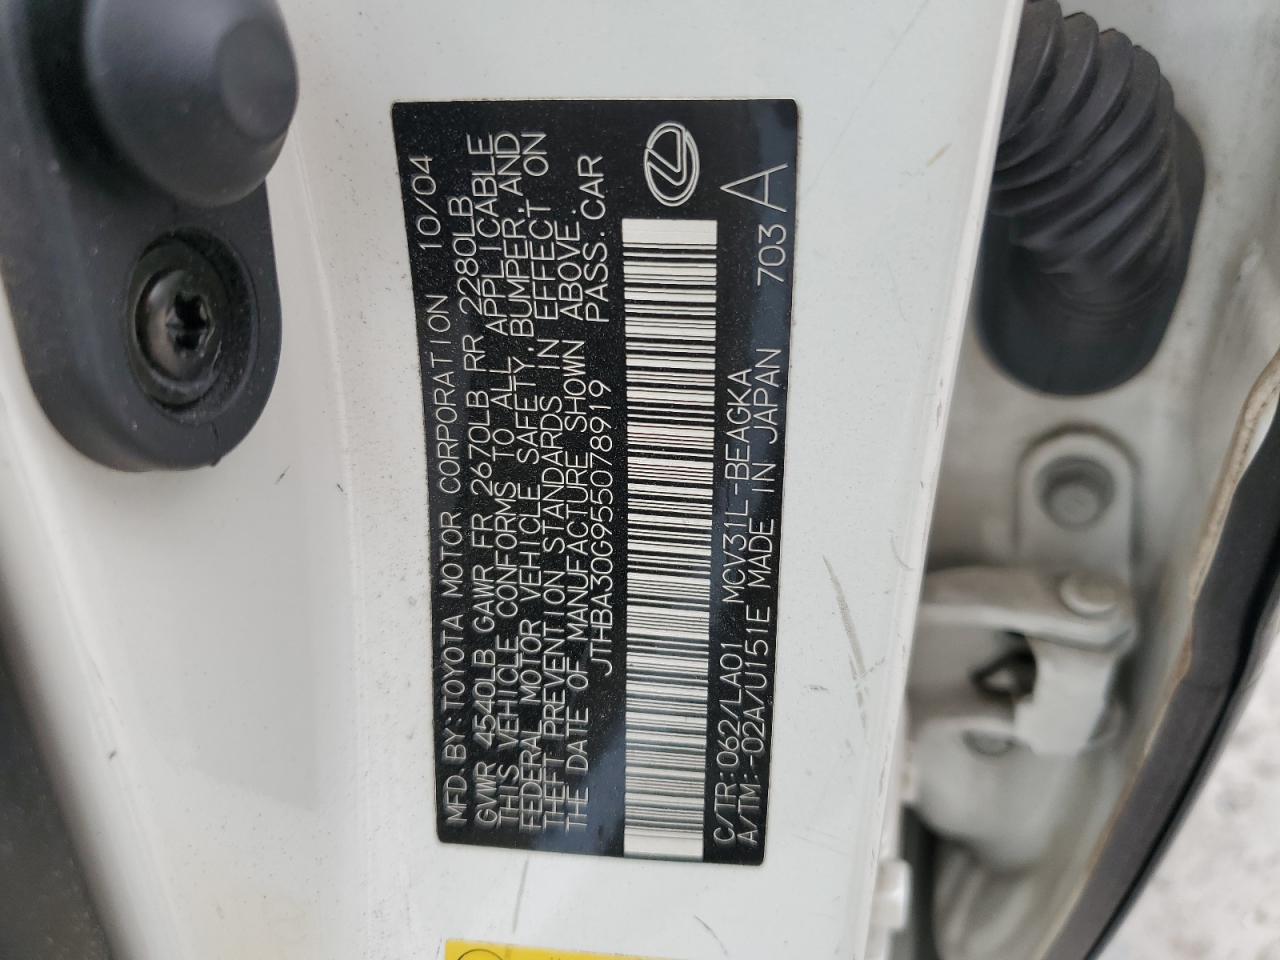 MFD. BY: TOYOTA MOTOR CORPORATION 10/04
GVWR 4540LB GAWR FR 2670LB RR 2280LB
THIS VEHICLE CONFORMS TO ALL APPLICABLE
FEDERAL MOTOR VEHICLE SAFETY, BUMPER, AND
THEFT PREVENTION STANDARDS IN EFFECT ON
THE DATE OF MANUFACTURE SHOWN ABOVE.
JTHBA30G955078919 PASS. CAR
C/TR: 062/LA01 MCV31L-BEAGKA
A/TM: -02A/U151E MADE IN JAPAN 703 A